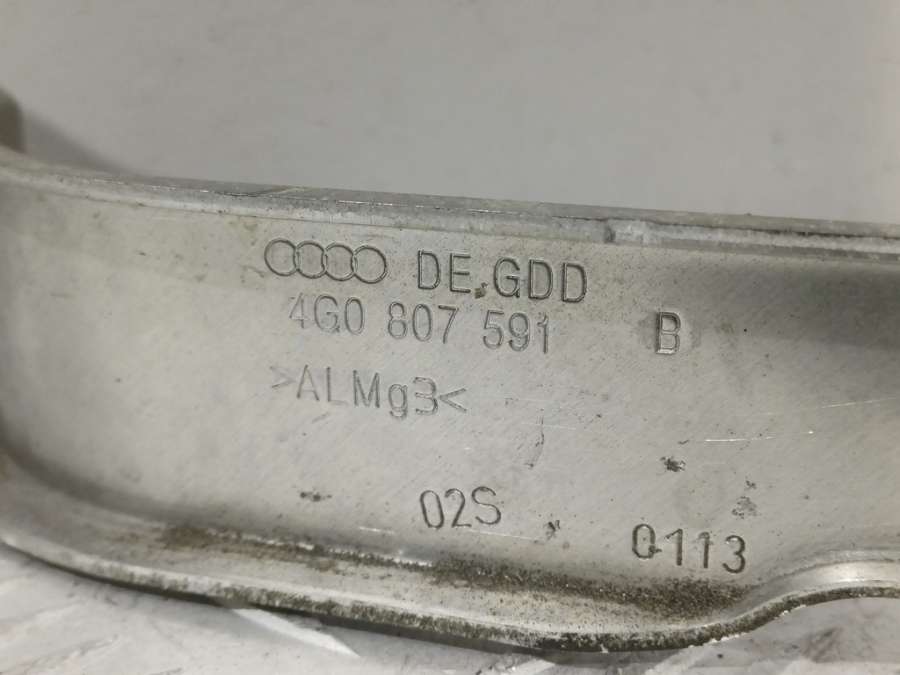 DE.GDD
4G0 807 591 B
>ALMg3<
02S
0113